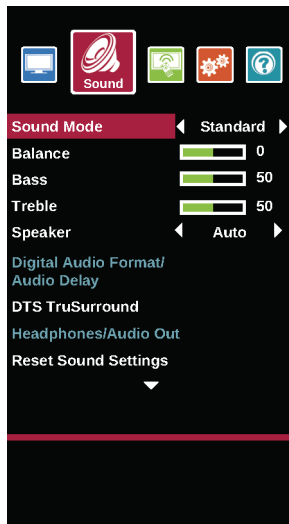 Sound
Sound Mode Standard
Balance 0
Bass 50
Treble 50
Speaker Auto
Digital Audio Format/
Audio Delay
DTS TruSurround
Headphones/Audio Out
Reset Sound Settings